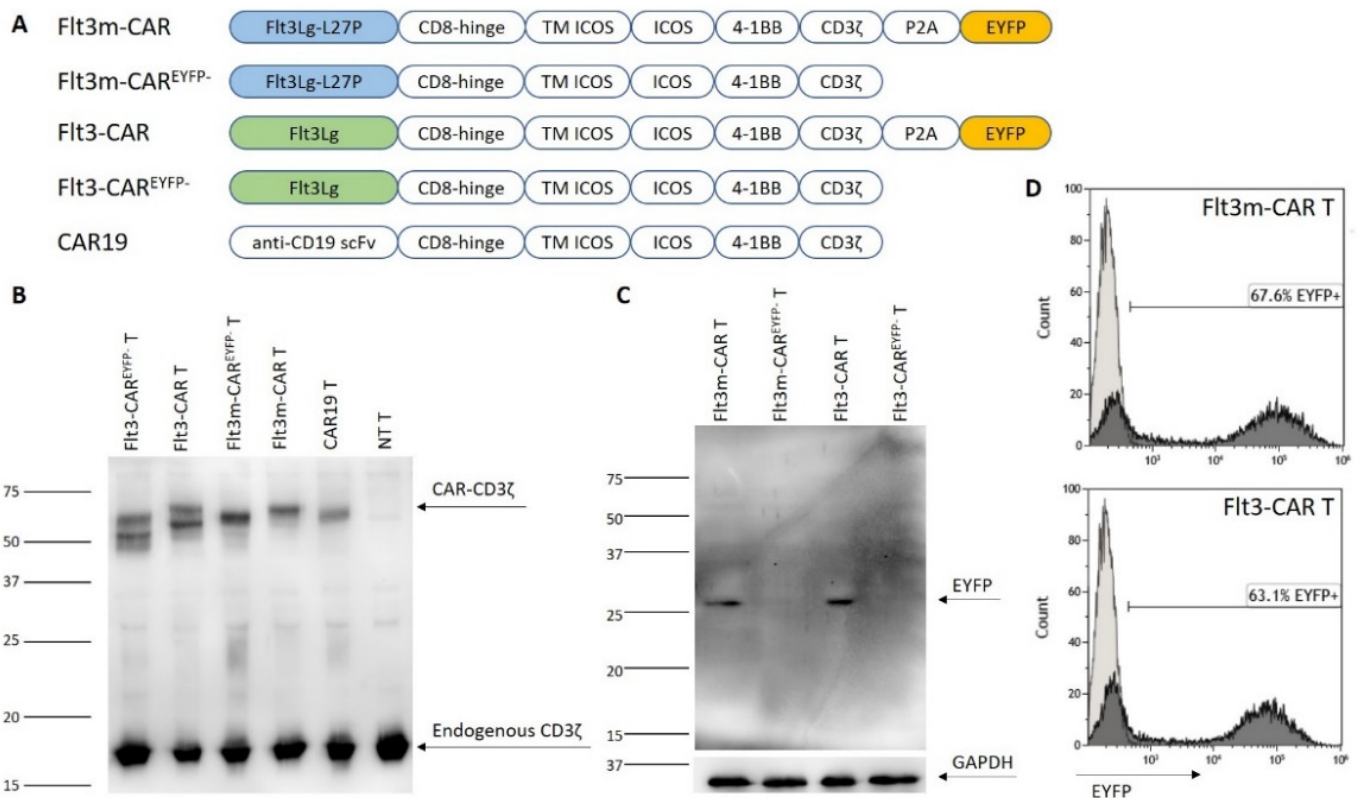 A
Flt3m-CAR Flt3Lg-L27P CD8-hinge TM ICOS ICOS 4-1BB CD3ζ P2A EYFP
Flt3m-CAR^EYFP- Flt3Lg-L27P CD8-hinge TM ICOS ICOS 4-1BB CD3ζ
Flt3-CAR Flt3Lg CD8-hinge TM ICOS ICOS 4-1BB CD3ζ P2A EYFP
Flt3-CAR^EYFP- Flt3Lg CD8-hinge TM ICOS ICOS 4-1BB CD3ζ
CAR19 anti-CD19 scFv CD8-hinge TM ICOS ICOS 4-1BB CD3ζ
B
Flt3-CAR^EYFP- T
Flt3-CAR T
Flt3m-CAR^EYFP- T
Flt3m-CAR T
CAR19 T
NT T
75
50
37
25
20
15
CAR-CD3ζ
Endogenous CD3ζ
C
Flt3m-CAR T
Flt3m-CAR^EYFP- T
Flt3-CAR T
Flt3-CAR^EYFP- T
75
50
37
25
20
15
37
EYFP
GAPDH
D
Flt3m-CAR T
67.6% EYFP+
Count
100
80
60
40
20
0
10³ 10⁴ 10⁵ 10⁶
Flt3-CAR T
63.1% EYFP+
Count
100
80
60
40
20
0
10³ 10⁴ 10⁵ 10⁶
EYFP